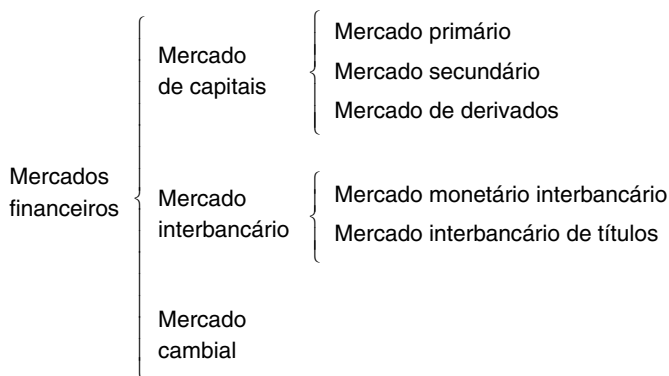 Mercados
financeiros
Mercado
de capitais
Mercado primário
Mercado secundário
Mercado de derivados
Mercado
interbancário
Mercado monetário interbancário
Mercado interbancário de títulos
Mercado
cambial